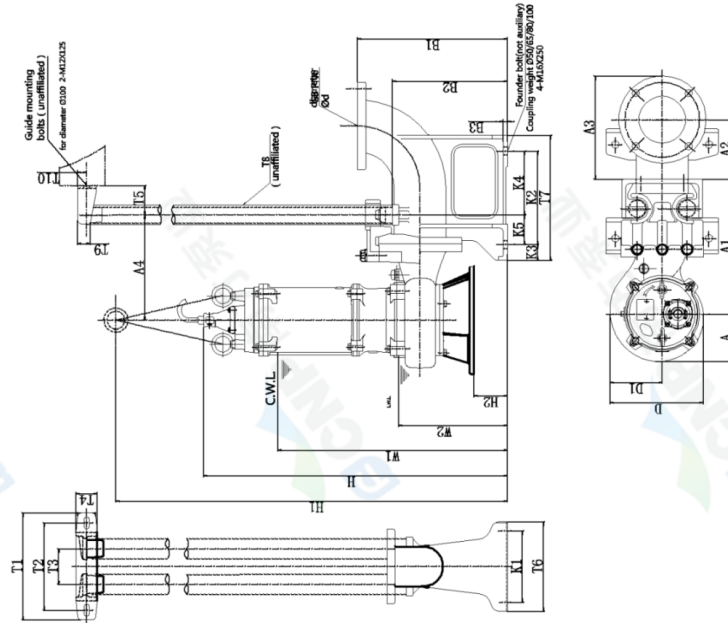 Guide mounting
bolts ( unaffiliated )
for diameter Ø100 2-M12X125
T10
T5
T9
A4
T8
( unaffiliated )
Ød
B1
B2
B3
Founder bolt(not auxiliary)
Coupling weight Ø50/65/80/100
4-M16X250
K4
K2
T7
K5
K3
C.W.L
H2
W2
W1
H
H1
T4
T1
T2
T3
K1
T6
A3
A2
A1
A
D1
D
CNP